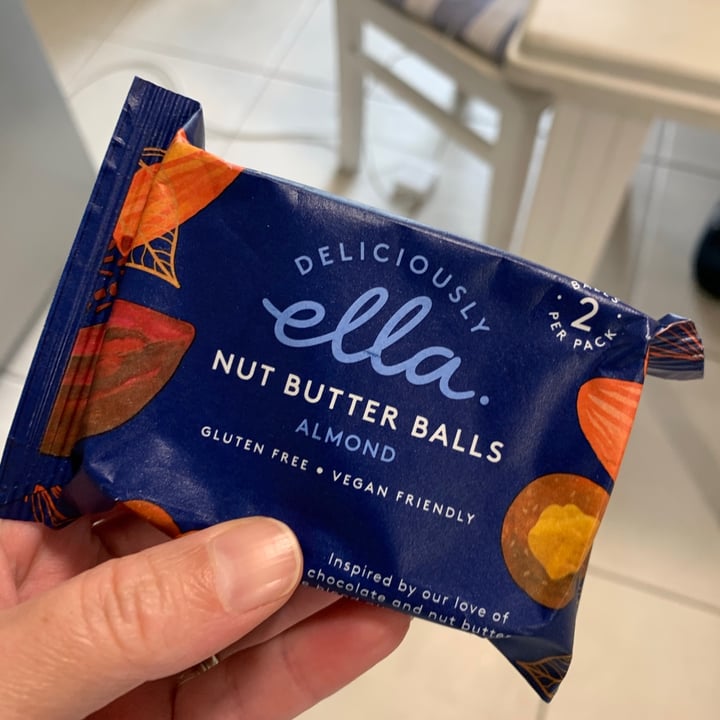 DELICIOUSLY
ella.
NUT BUTTER BALLS
ALMOND
GLUTEN FREE • VEGAN FRIENDLY
BALLS
• 2 •
PER PACK
Inspired by our love of
chocolate and nut butter